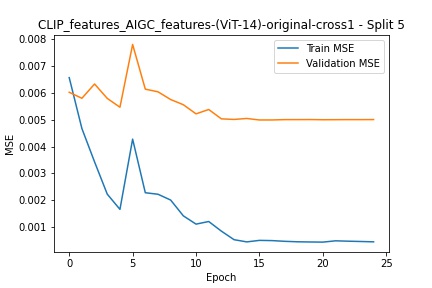 CLIP_features_AIGC_features-(ViT-14)-original-cross1 - Split 5
Train MSE
Validation MSE
0.008
0.007
0.006
0.005
0.004
0.003
0.002
0.001
MSE
0 5 10 15 20 25
Epoch